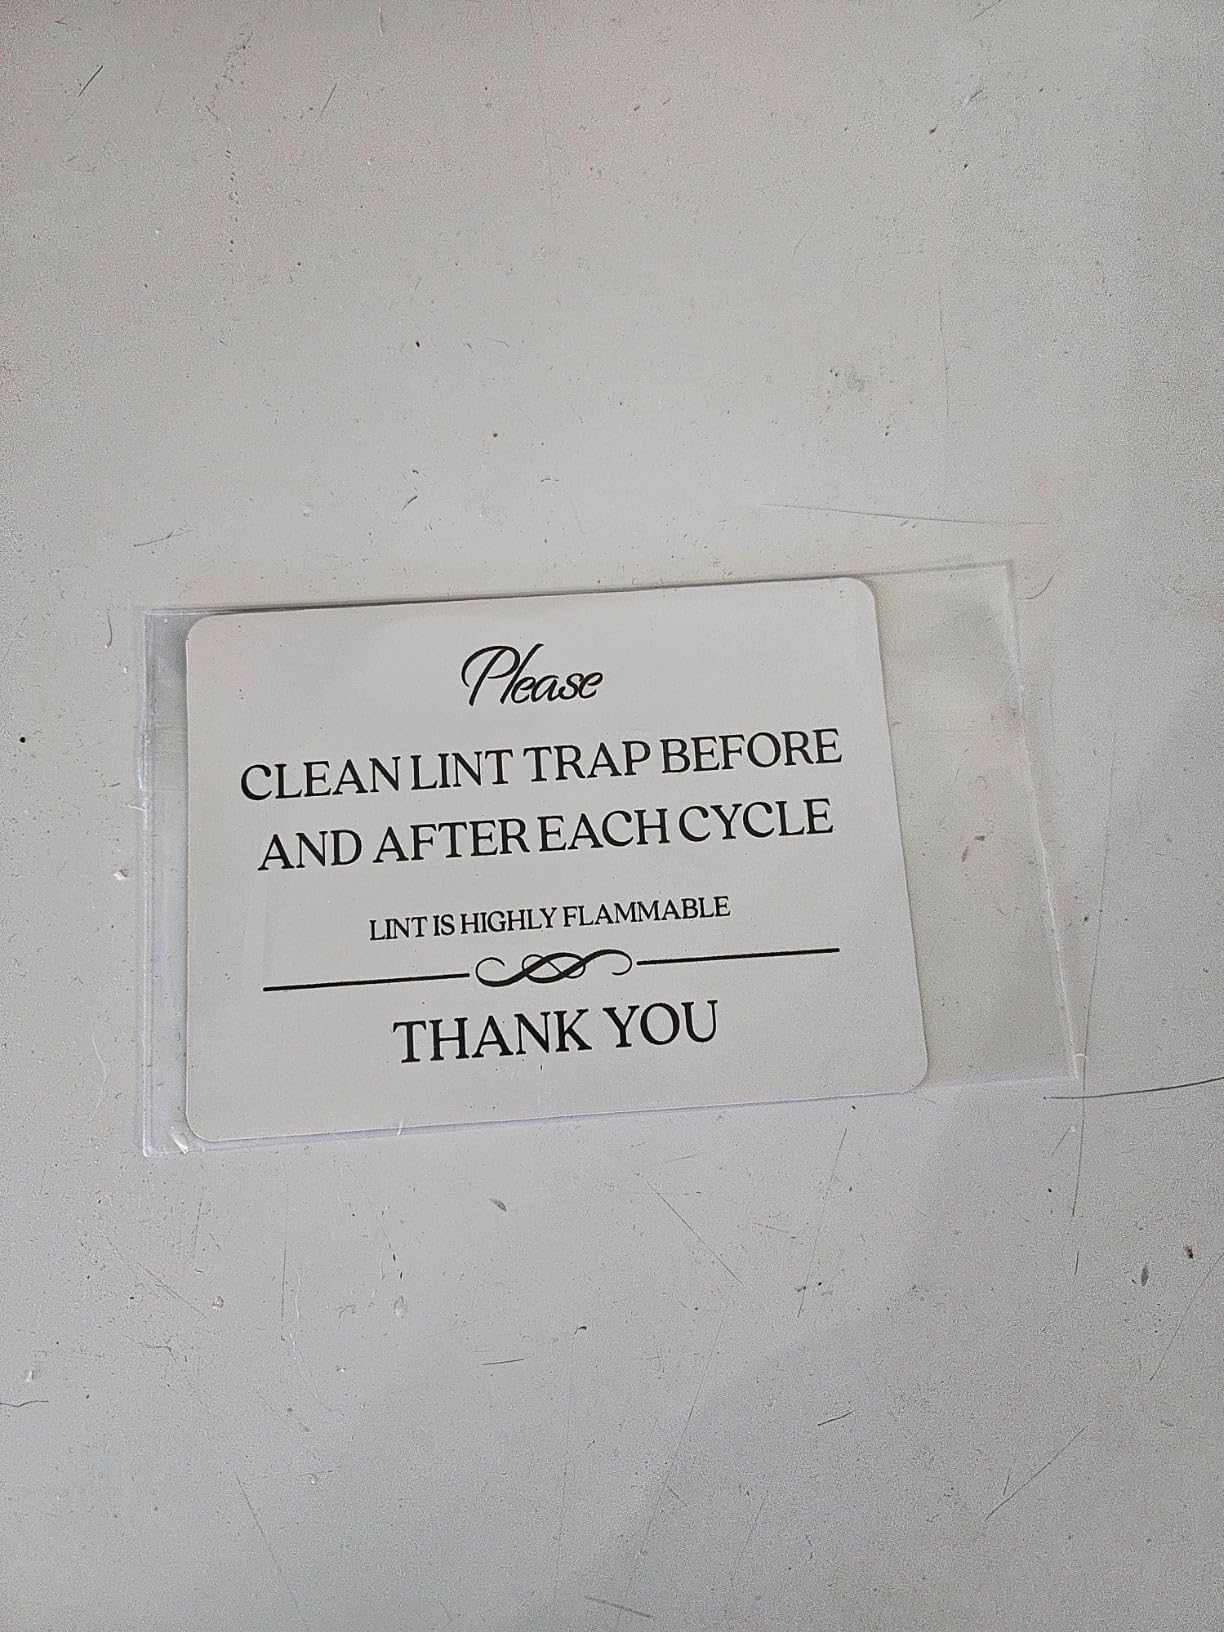 Please
CLEAN LINT TRAP BEFORE
AND AFTER EACH CYCLE
LINT IS HIGHLY FLAMMABLE
THANK YOU